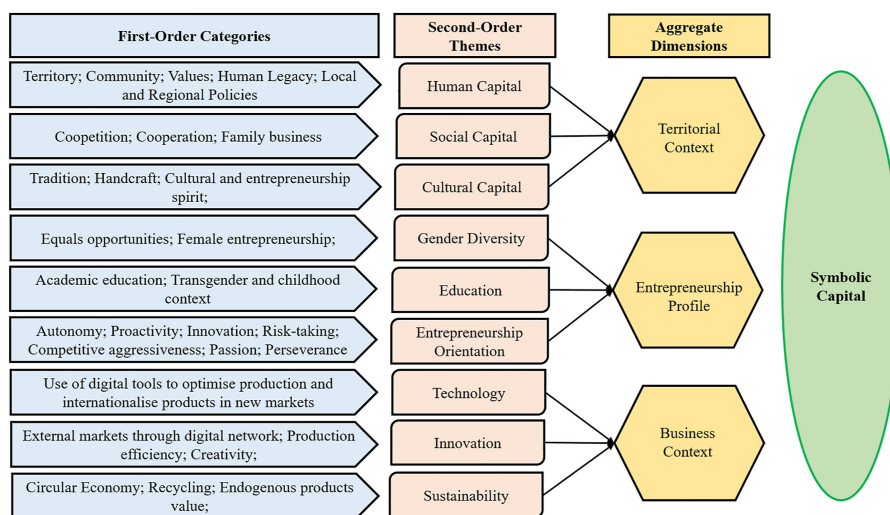 First-Order Categories
Second-Order
Themes
Aggregate
Dimensions
Territory; Community; Values; Human Legacy; Local
and Regional Policies
Human Capital
Coopetition; Cooperation; Family business
Social Capital
Territorial
Context
Tradition; Handcraft; Cultural and entrepreneurship
spirit;
Cultural Capital
Equals opportunities; Female entrepreneurship;
Gender Diversity
Academic education; Transgender and childhood
context
Education
Entrepreneurship
Profile
Symbolic
Capital
Autonomy; Proactivity; Innovation; Risk-taking;
Competitive aggressiveness; Passion; Perseverance
Entrepreneurship
Orientation
Use of digital tools to optimise production and
internationalise products in new markets
Technology
External markets through digital network; Production
efficiency; Creativity;
Innovation
Business
Context
Circular Economy; Recycling; Endogenous products
value;
Sustainability